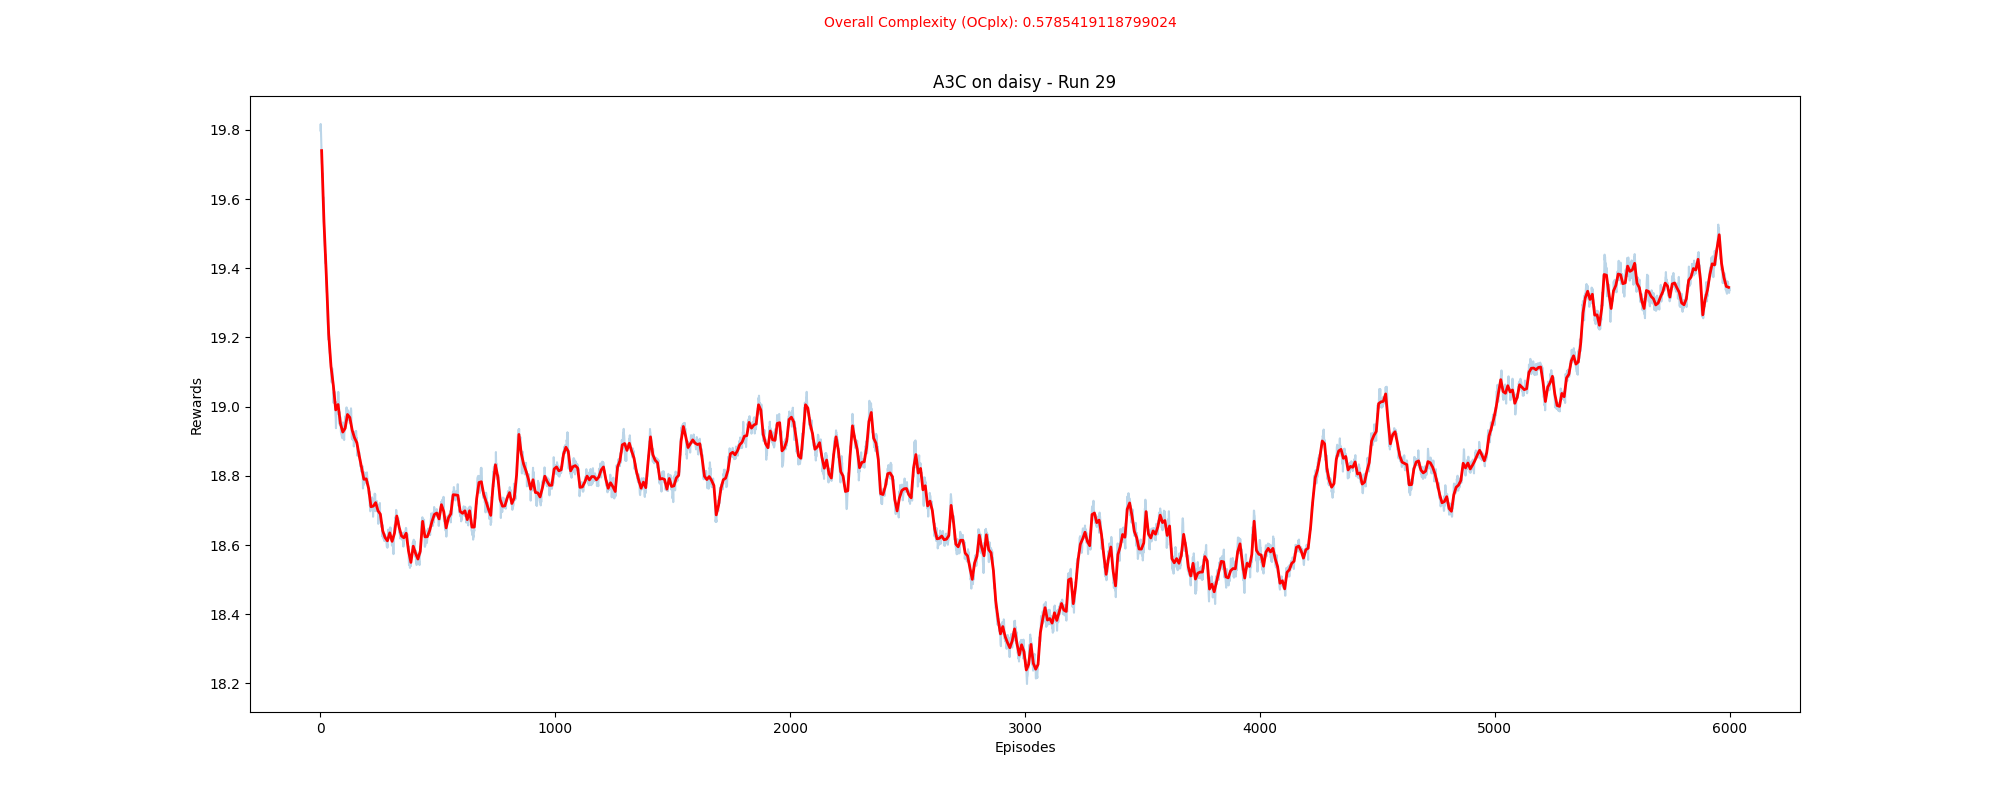 Overall Complexity (OCplx): 0.5785419118799024
A3C on daisy - Run 29
19.8
19.6
19.4
19.2
19.0
18.8
18.6
18.4
18.2
Rewards
0 1000 2000 3000 4000 5000 6000
Episodes